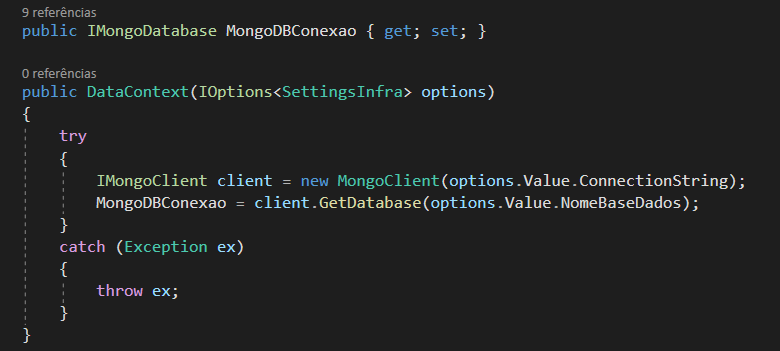 9 referências
public IMongoDatabase MongoDBConexao { get; set; }
0 referências
public DataContext(IOptions<SettingsInfra> options)
{
try
{
IMongoClient client = new MongoClient(options.Value.ConnectionString);
MongoDBConexao = client.GetDatabase(options.Value.NomeBaseDados);
}
catch (Exception ex)
{
throw ex;
}
}